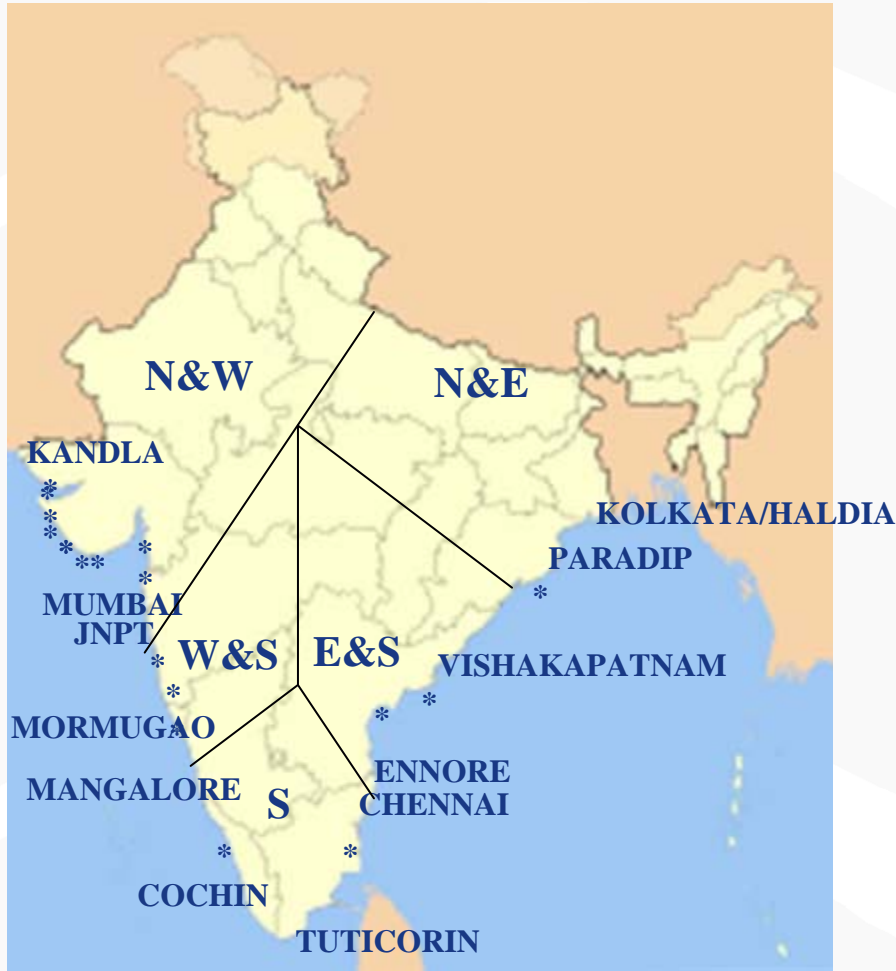 N&W
N&E
KANDLA
*
*
*
KOLKATA/HALDIA
*
*
*
**
*
PARADIP
*
*
MUMBAI
JNPT
W&S
E&S
VISHAKAPATNAM
*
*
*
*
MORMUGAO
*
ENNORE
MANGALORE
S
CHENNAI
*
*
COCHIN
TUTICORIN